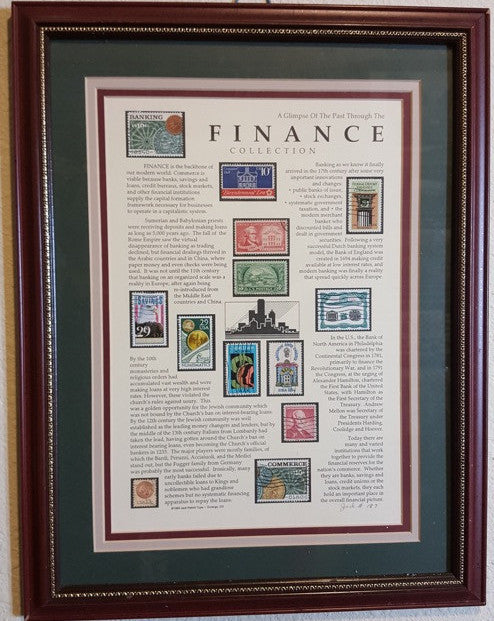 A Glimpse Of The Past Through The
FINANCE
COLLECTION
BANKING
FINANCE is the backbone of
our modern world. Commerce is
viable because banks, savings and
loans, credit bureaus, stock markets,
and other financial institutions
supply the capital formation
framework necessary for businesses
to operate in a capitalistic system.
Sumerian and Babylonian priests
were receiving deposits and making loans
as long as 5,000 years ago. The fall of the
Rome Empire saw the virtual
disappearance of banking as trading
declined; but financial dealings thrived in
the Arabic countries and in China, where
paper money and even checks were being
used. It was not until the 11th century
that banking on an organized scale was a
reality in Europe, after again being
re-introduced from
the Middle East
countries and China.
29
29
By the 10th
century
monasteries and
religious orders had
accumulated vast wealth and were
making loans at very high interest
rates. However, these violated the
church's rules against usury. This
was a golden opportunity for the Jewish community which
was not bound by the Church's ban on interest-bearing loans.
By the 12th century the Jewish community was well
established as the leading money changers and lenders; but by
the middle of the 13th century Italians from Lombardy had
taken the lead, having gotten around the Church's ban on
interest bearing loans, even becoming the Church's official
bankers in 1235. The major players were mostly families, of
which the Bardi, Peruzzi, Acciaiuoli, and the Medici
stand out, but the Fugger family from Germany
was probably the most successful. Ironically, many
early banks failed due to
uncollectible loans to Kings and
noblemen who had grandiose
schemes but no systematic financing
apparatus to repay the loans.
Bicentennial Era
10c
Banking as we know it finally
arrived in the 17th century after some very
important innovations
and changes:
• public bonds of issue,
• stock exchanges,
• systematic government
taxation, and • the
modern merchant
banker who
discounted bills and
dealt in government
securities. Following a very
successful Dutch banking system
model, the Bank of England was
created in 1694 making credit
available at low interest rates, and
modern banking was finally a reality
that spread quickly across Europe.
In the U.S., the Bank of
North America in Philadelphia
was chartered by the
Continental Congress in 1781,
primarily to finance the
Revolutionary War, and in 1791
the Congress, at the urging of
Alexander Hamilton, chartered
the First Bank of the United
States, with Hamilton as
the First Secretary of the
Treasury. Andrew
Mellon was Secretary of
the Treasury under
Presidents Harding,
Coolidge and Hoover.
Today there are
many and varied
institutions that work
together to provide the
financial reserves for the
nation's commerce. Whether
they are banks, savings and
loans, credit unions or the
stock markets, they each
hold an important place in
the overall financial picture.
COMMERCE